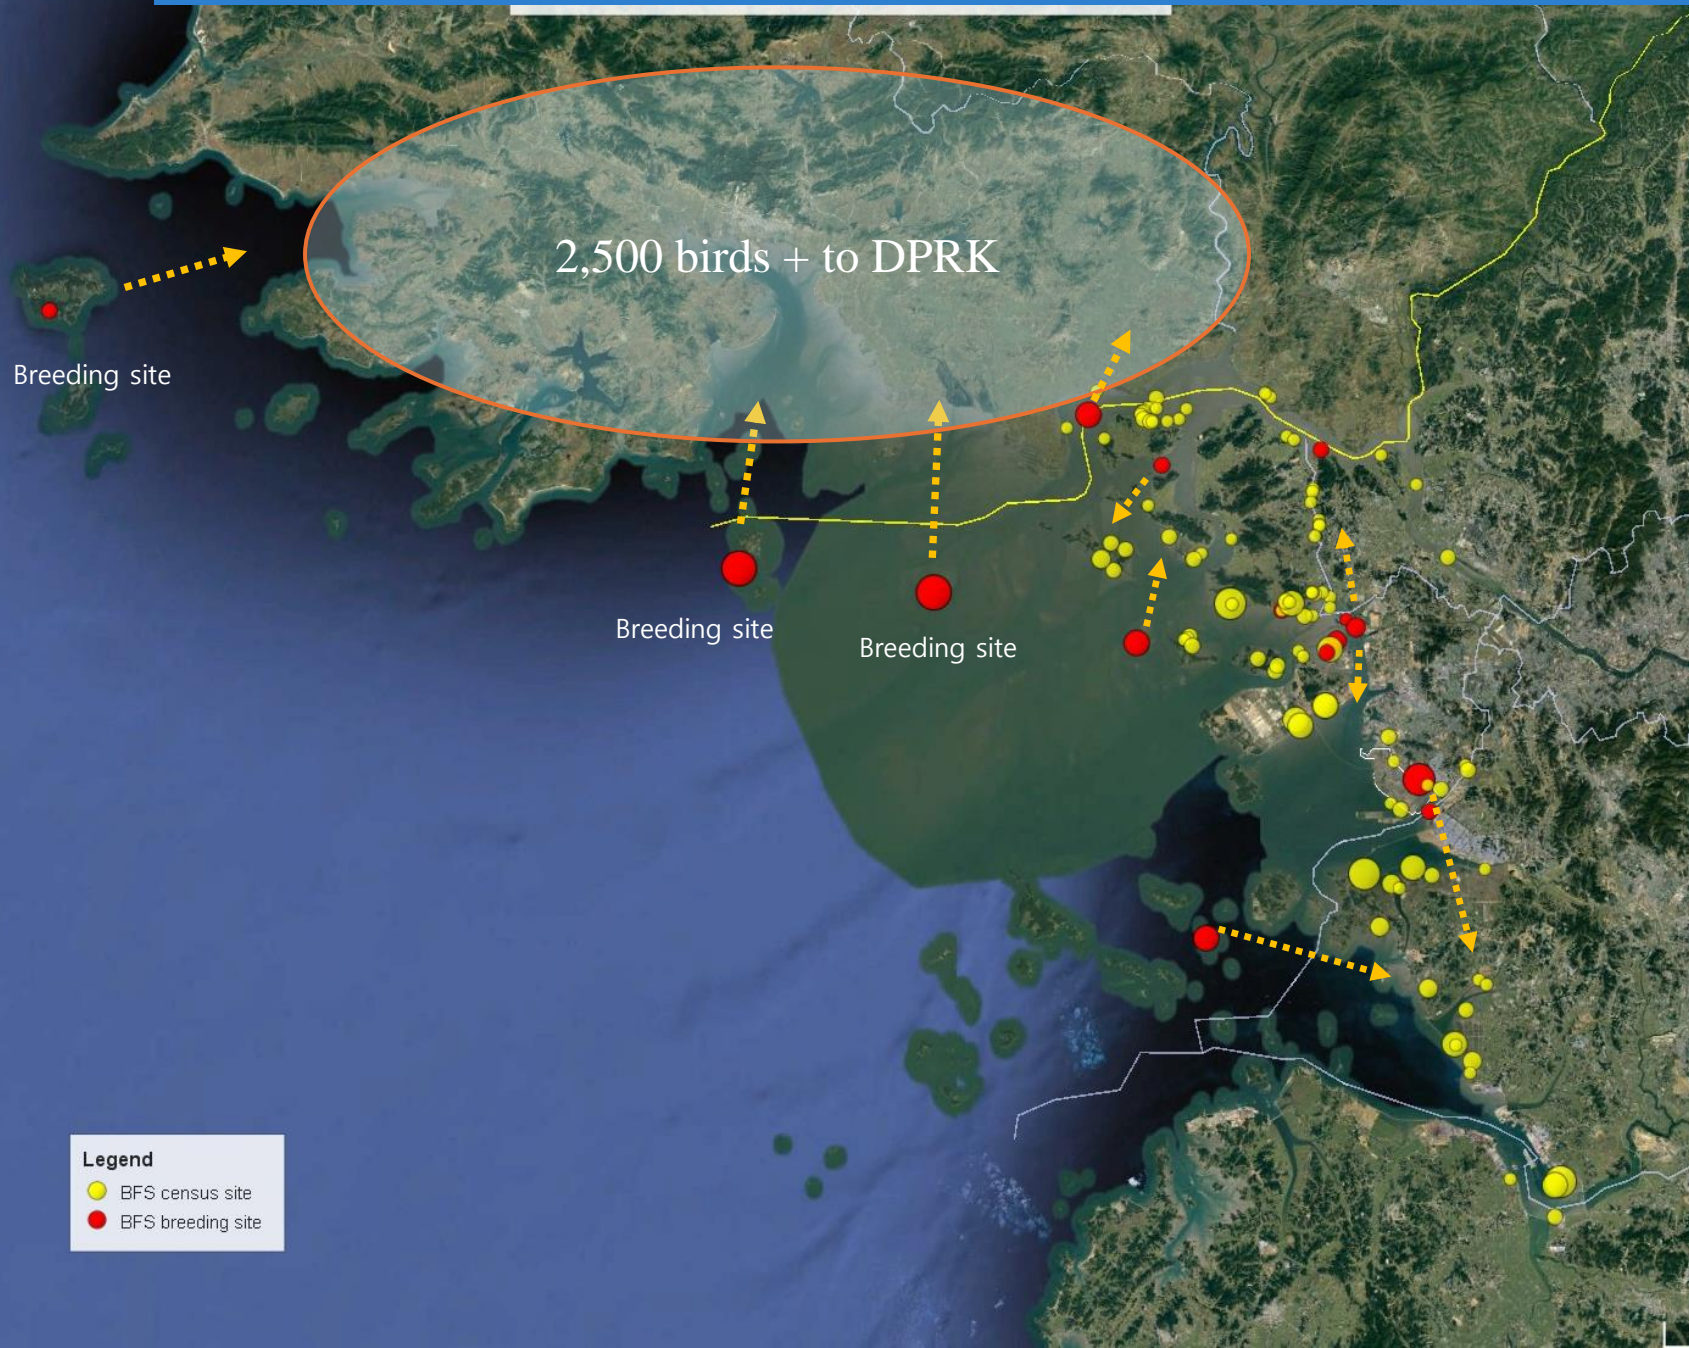 2,500 birds + to DPRK
Breeding site
Breeding site
Breeding site
Legend
BFS census site
BFS breeding site